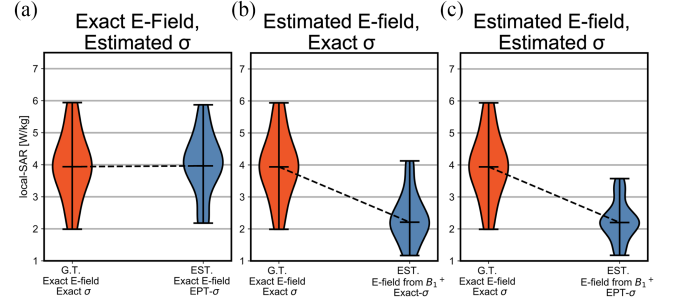 (a)
Exact E-Field,
Estimated σ
(b)
Estimated E-field,
Exact σ
(c)
Estimated E-Field,
Estimated σ
local-SAR [W/kg]
7
6
5
4
3
2
1
G.T.
Exact E-field
Exact σ
EST.
Exact E-Field
EPT-σ
7
6
5
4
3
2
1
G.T.
Exact E-field
Exact σ
EST.
E-field from B₁⁺
Exact-σ
7
6
5
4
3
2
1
G.T.
Exact E-field
Exact σ
EST.
E-field from B₁⁺
EPT-σ